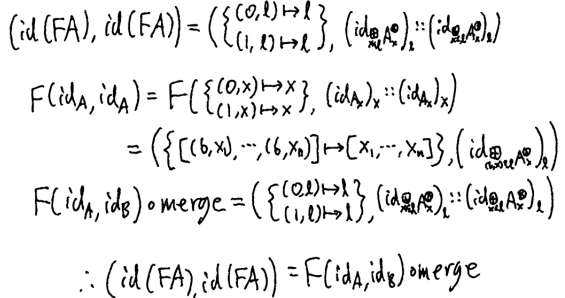 (id(FA), id(FA)) = ({(0,l)↦l (1,l)↦l}, (id_{⊕_{x∈l} A_x^⊕})_l :: (id_{⊕_{x∈l} A_x^⊕})_l)
F(id_A, id_A) = F({(0,x)↦x (1,x)↦x}, (id_{A_x})_x :: (id_{A_x})_x)
= ({[(b,x_1), ⋯, (b,x_n)] ↦ [x_1, ⋯, x_n]}, (id_{⊕_{(b,x)∈l} A_x^⊕})_l)
F(id_A, id_B) ∘ merge = ({(0,l)↦l (1,l)↦l}, (id_{⊕_{x∈l} A_x^⊕})_l :: (id_{⊕_{x∈l} A_x^⊕})_l)
∴ (id(FA), id(FA)) = F(id_A, id_B) ∘ merge